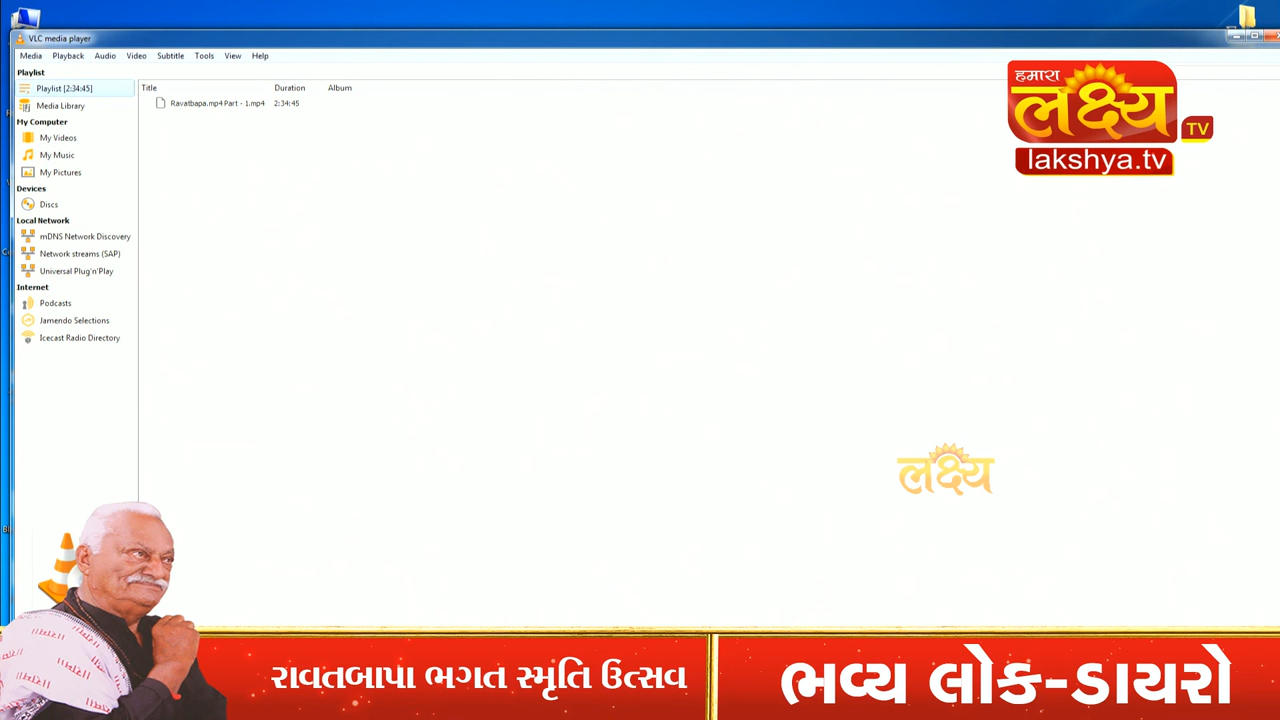 VLC media player
Media Playback Audio Video Subtitle Tools View Help
Playlist
Playlist [2:34:45]
Media Library
My Computer
My Videos
My Music
My Pictures
Devices
Discs
Local Network
mDNS Network Discovery
Network streams (SAP)
Universal Plug'n'Play
Internet
Podcasts
Jamendo Selections
Icecast Radio Directory
Title Duration Album
Ravatbapa.mp4 Part - 1.mp4 2:34:45
हमारा
લક્ષ્ય
TV
lakshya.tv
લક્ષ્ય
રાવતબાપા ભગત સ્મૃતિ ઉત્સવ
ભવ્ય લોક-ડાયરો